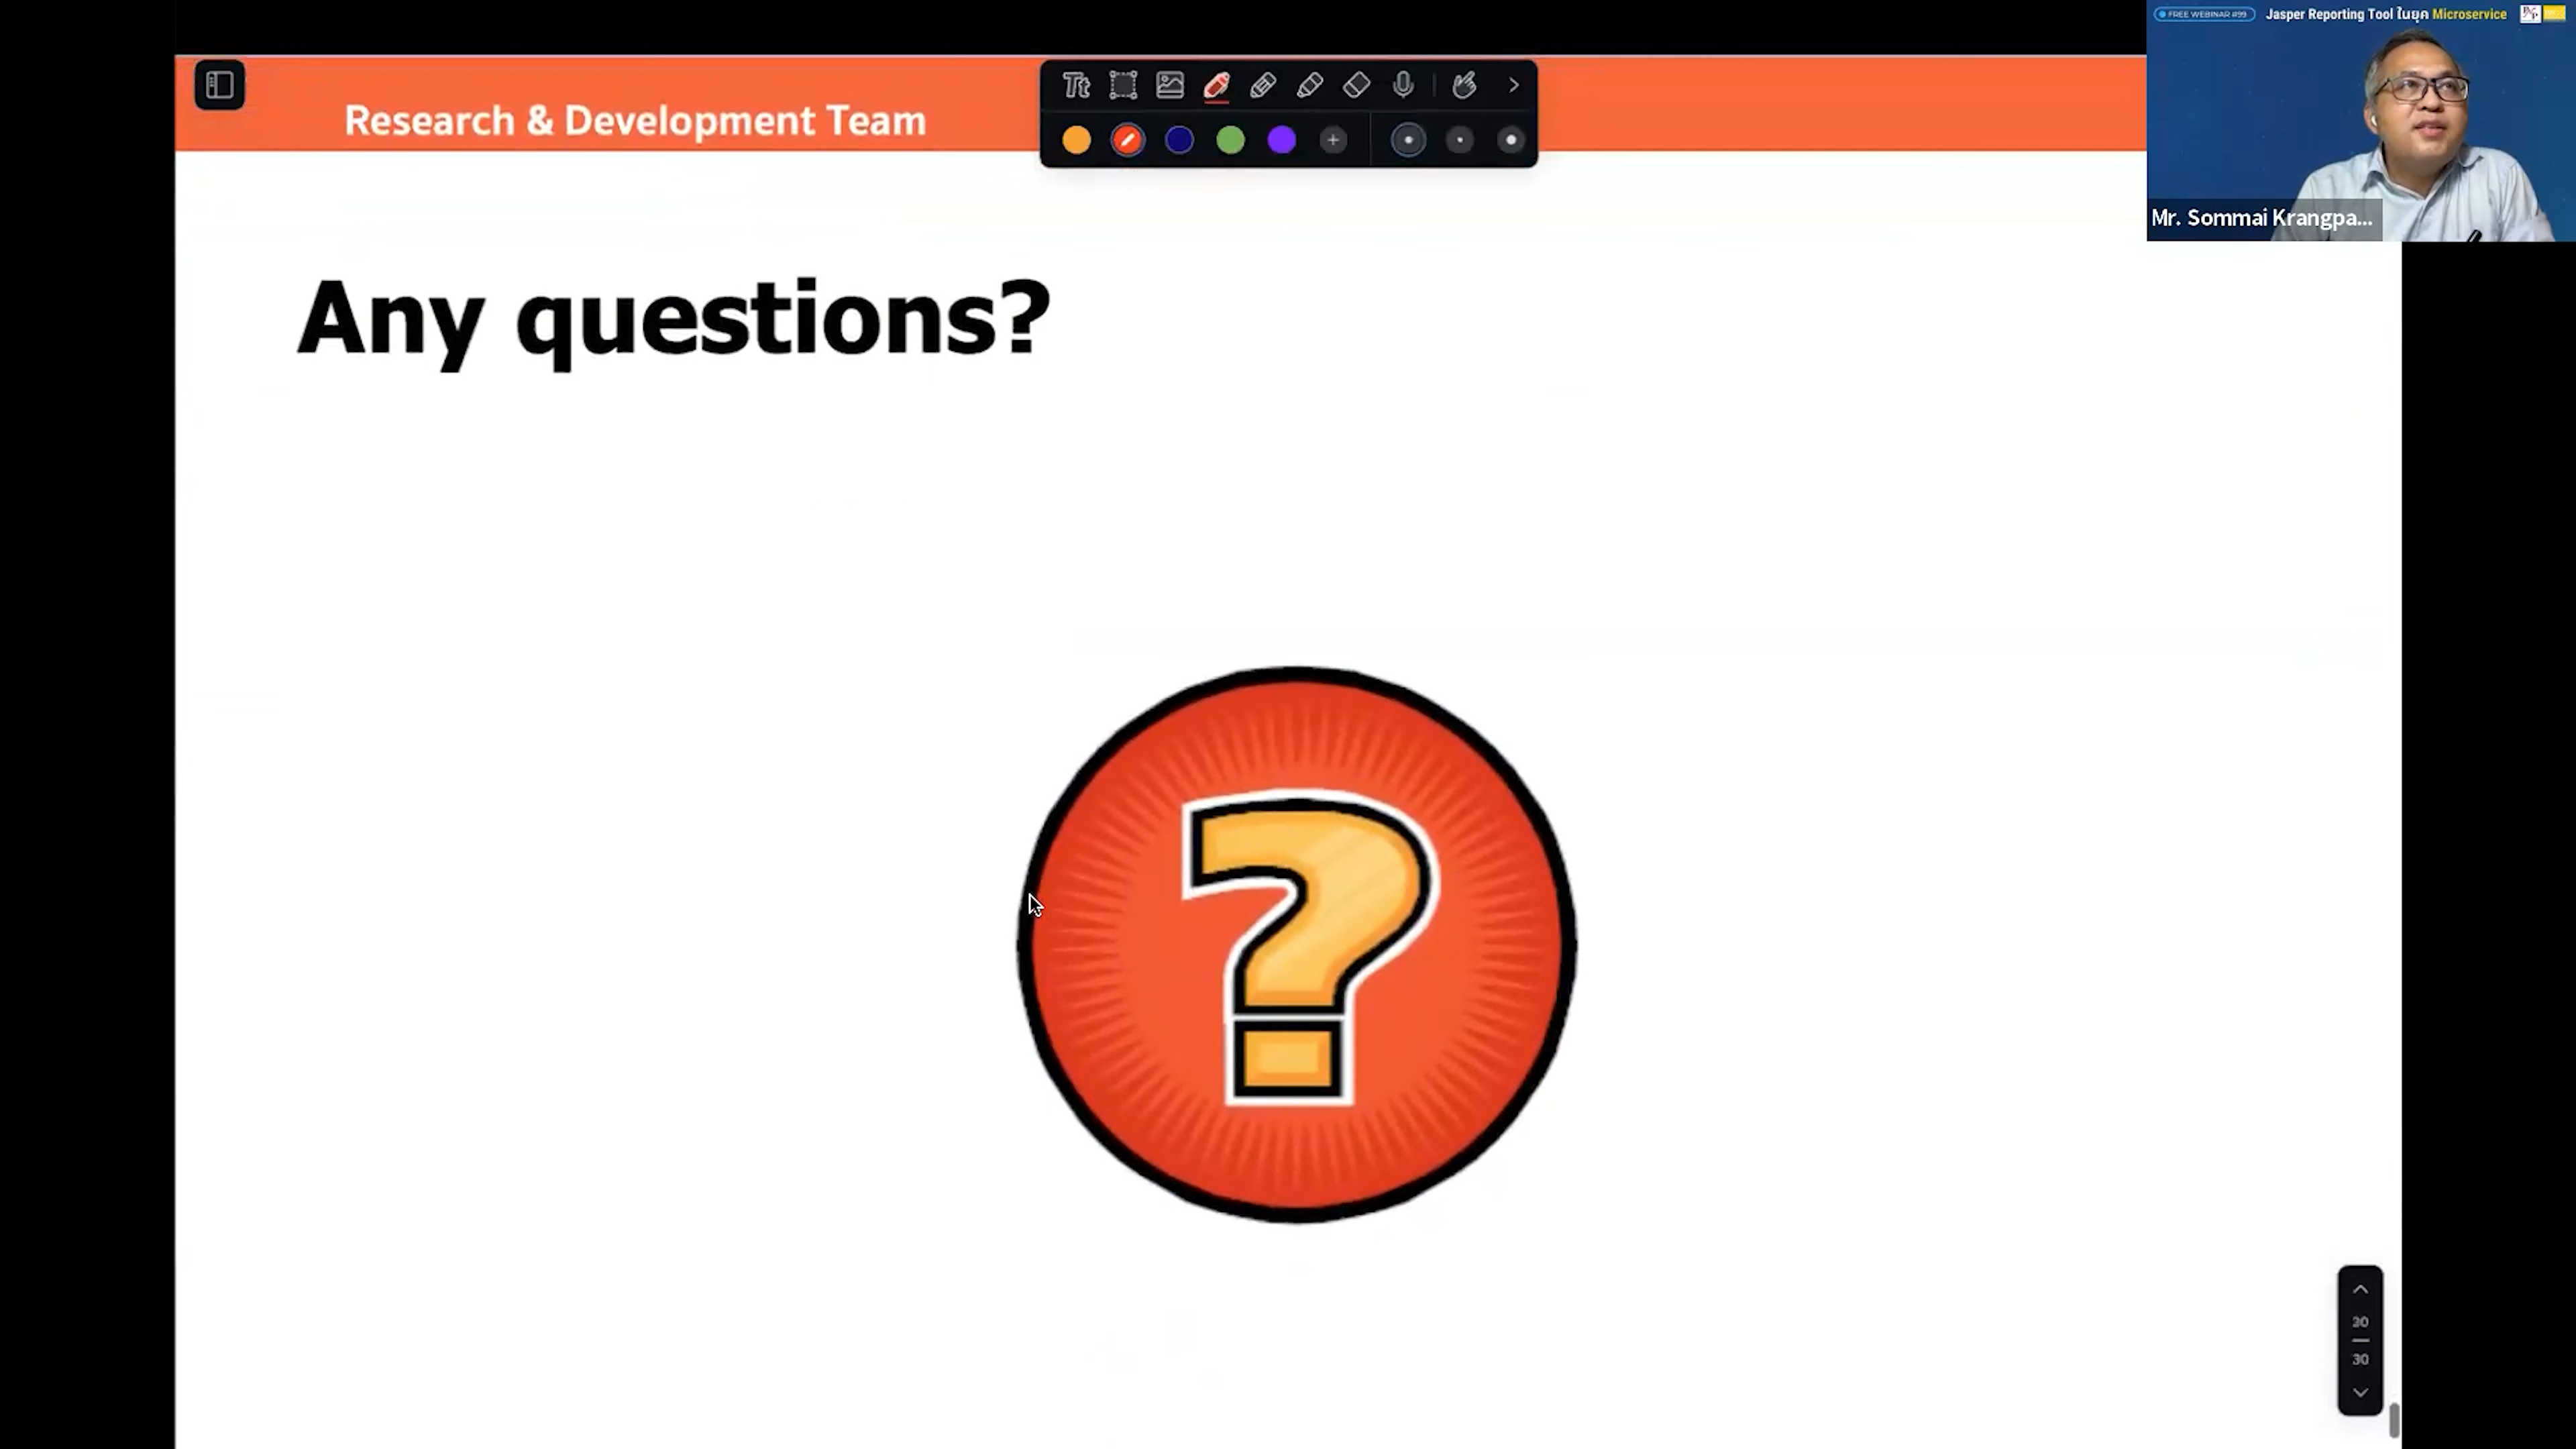 FREE WEBINAR #99
Jasper Reporting Tool ในยุค Microservice
Research & Development Team
Tt
Mr. Sommai Krangpa...
Any questions?
?
30
30